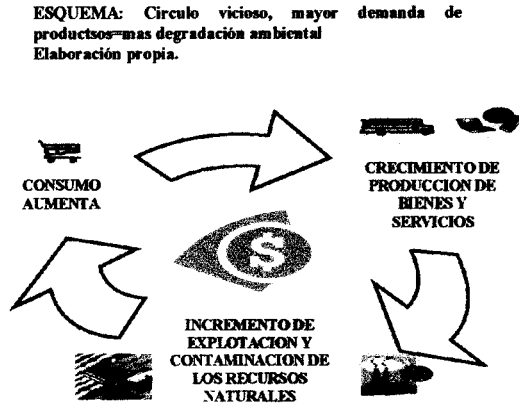 ESQUEMA: Circulo vicioso, mayor demanda de
productsos=mas degradación ambiental
Elaboración propia.
CONSUMO
AUMENTA
CRECIMIENTO DE
PRODUCCION DE
BIENES Y
SERVICIOS
$
INCREMENTO DE
EXPLOTACION Y
CONTAMINACION DE
LOS RECURSOS
NATURALES